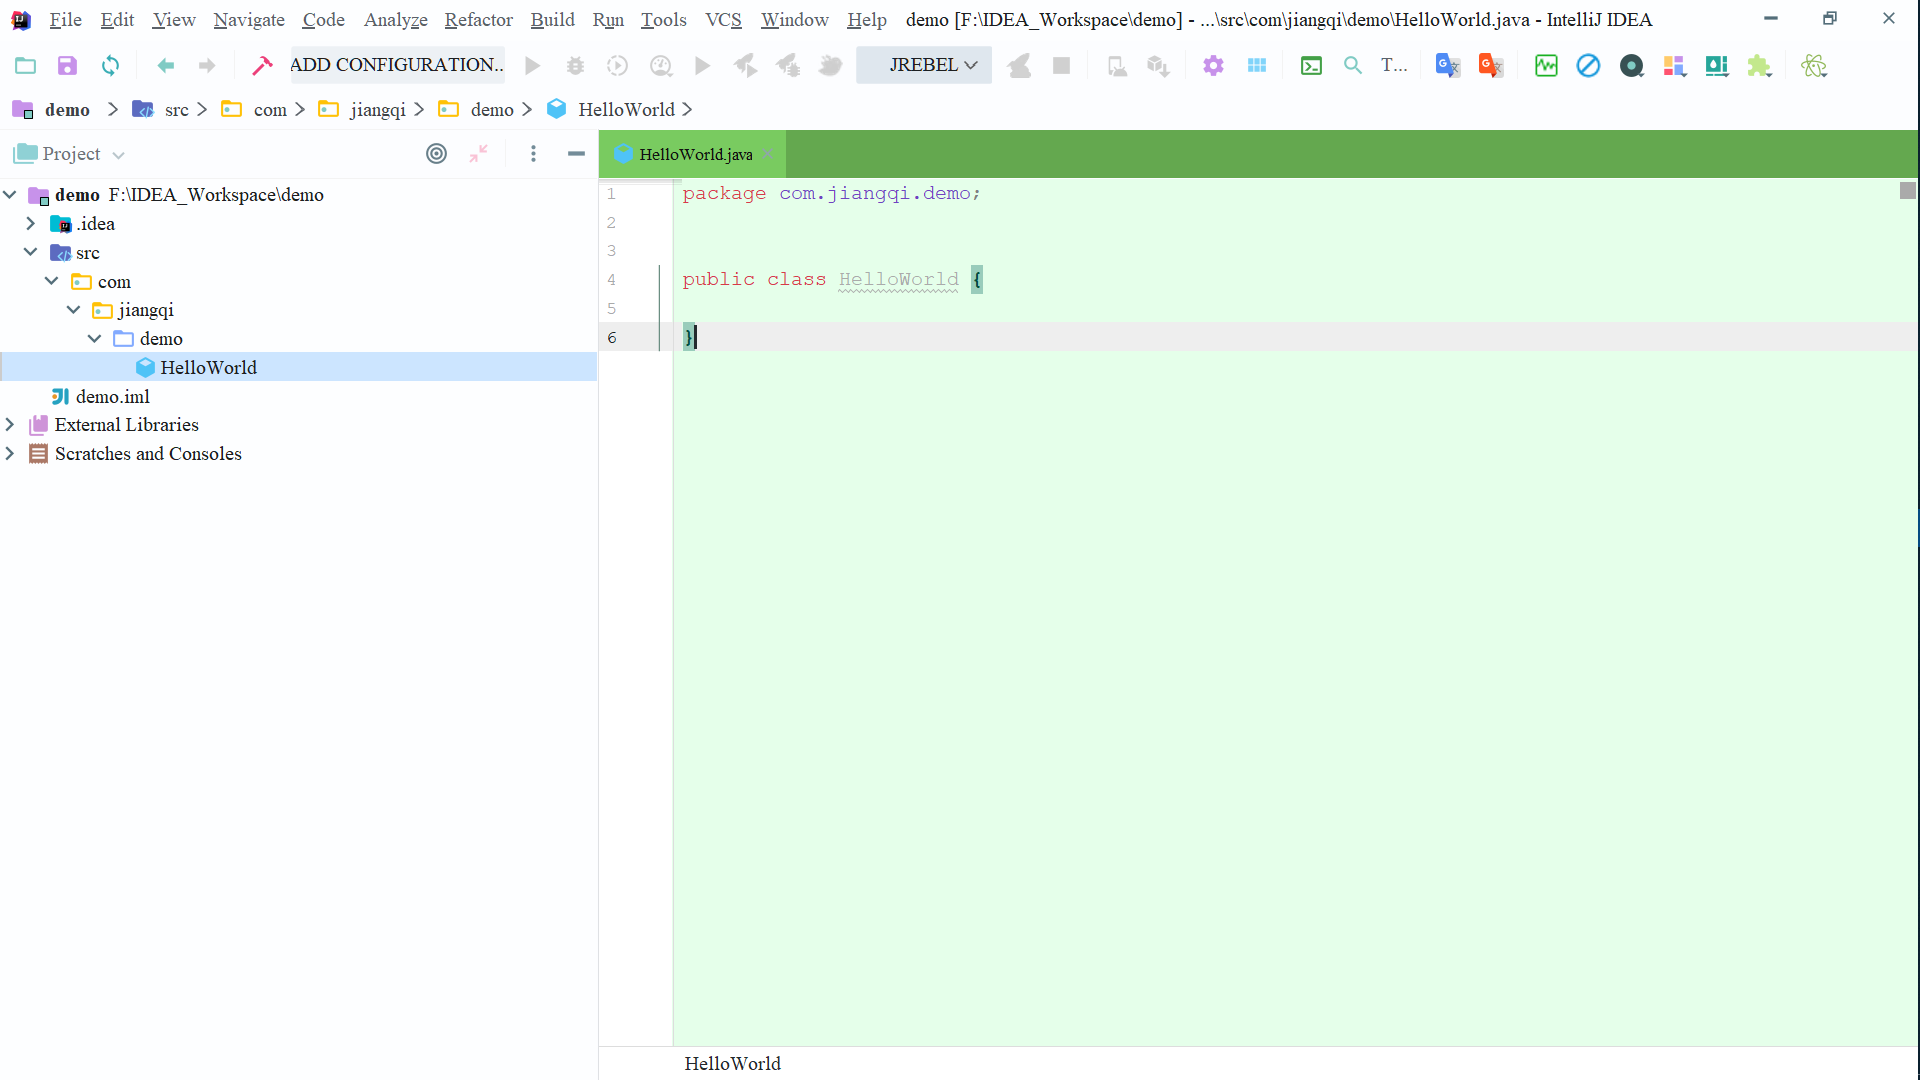 File Edit View Navigate Code Analyze Refactor Build Run Tools VCS Window Help demo [F:\IDEA_Workspace\demo] - ...\src\com\jiangqi\demo\HelloWorld.java - IntelliJ IDEA
ADD CONFIGURATION.. JREBEL T...
demo src com jiangqi demo HelloWorld
Project
HelloWorld.java
demo F:\IDEA_Workspace\demo
.idea
src
com
jiangqi
demo
HelloWorld
demo.iml
External Libraries
Scratches and Consoles
1 package com.jiangqi.demo;
2
3
4 public class HelloWorld {
5
6 }
HelloWorld